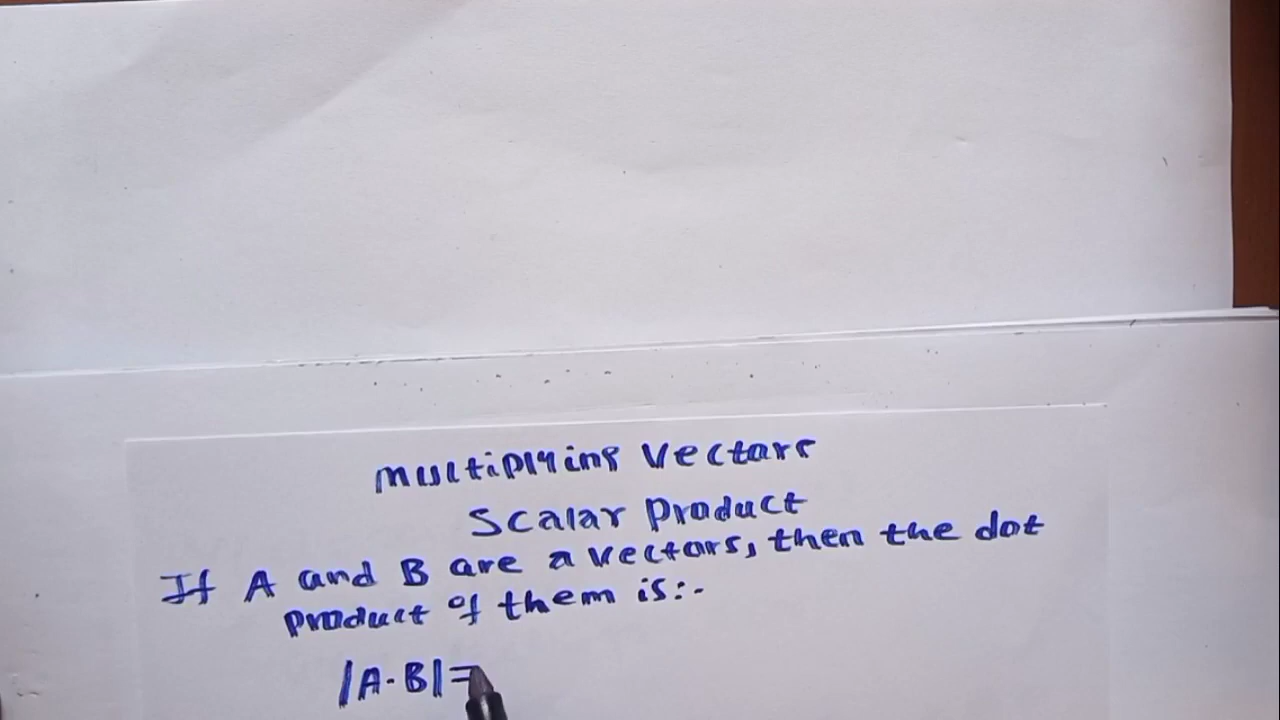 Multiplying Vectors
Scalar Product
If A and B are a vectors, then the dot
product of them is:-
|A·B|=